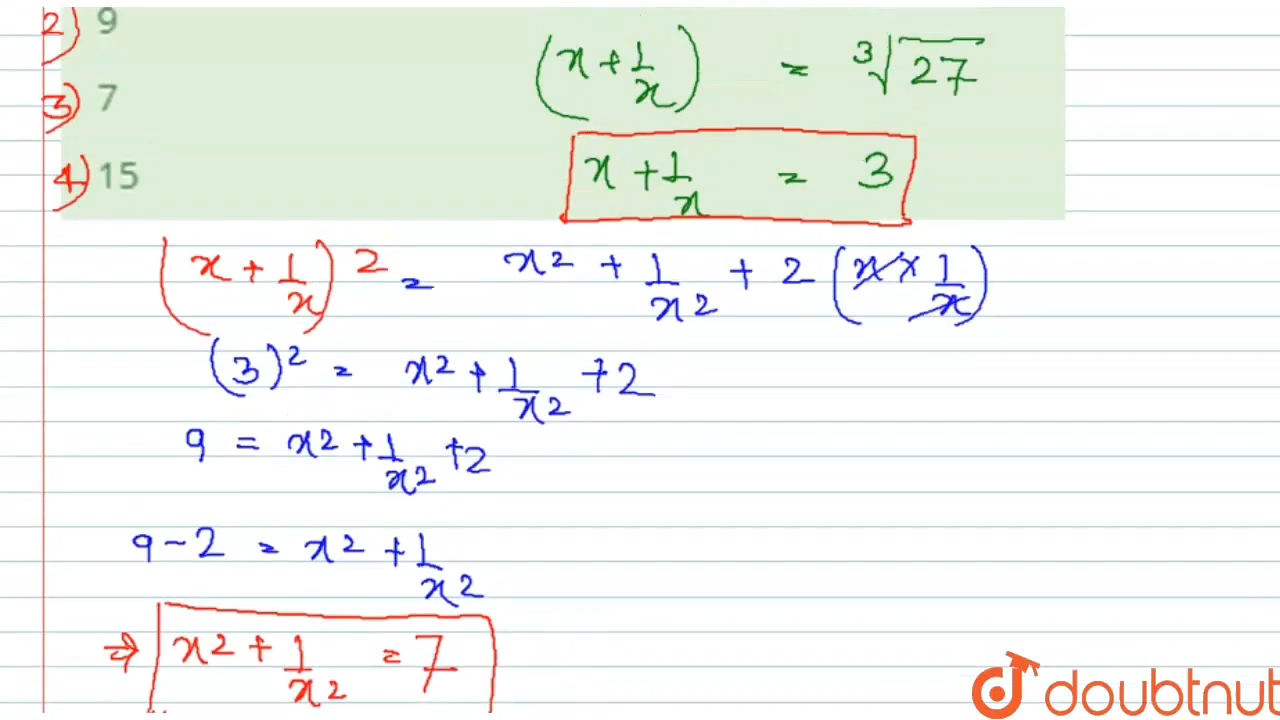 2) 9
(x + 1/x) = ∛27
3) 7
4) 15
x + 1/x = 3
(x + 1/x)2 = x2 + 1/x2 + 2 (x × 1/x)
(3)2 = x2 + 1/x2 + 2
9 = x2 + 1/x2 + 2
9 - 2 = x2 + 1/x2
⇒ x2 + 1/x2 = 7
doubtnut